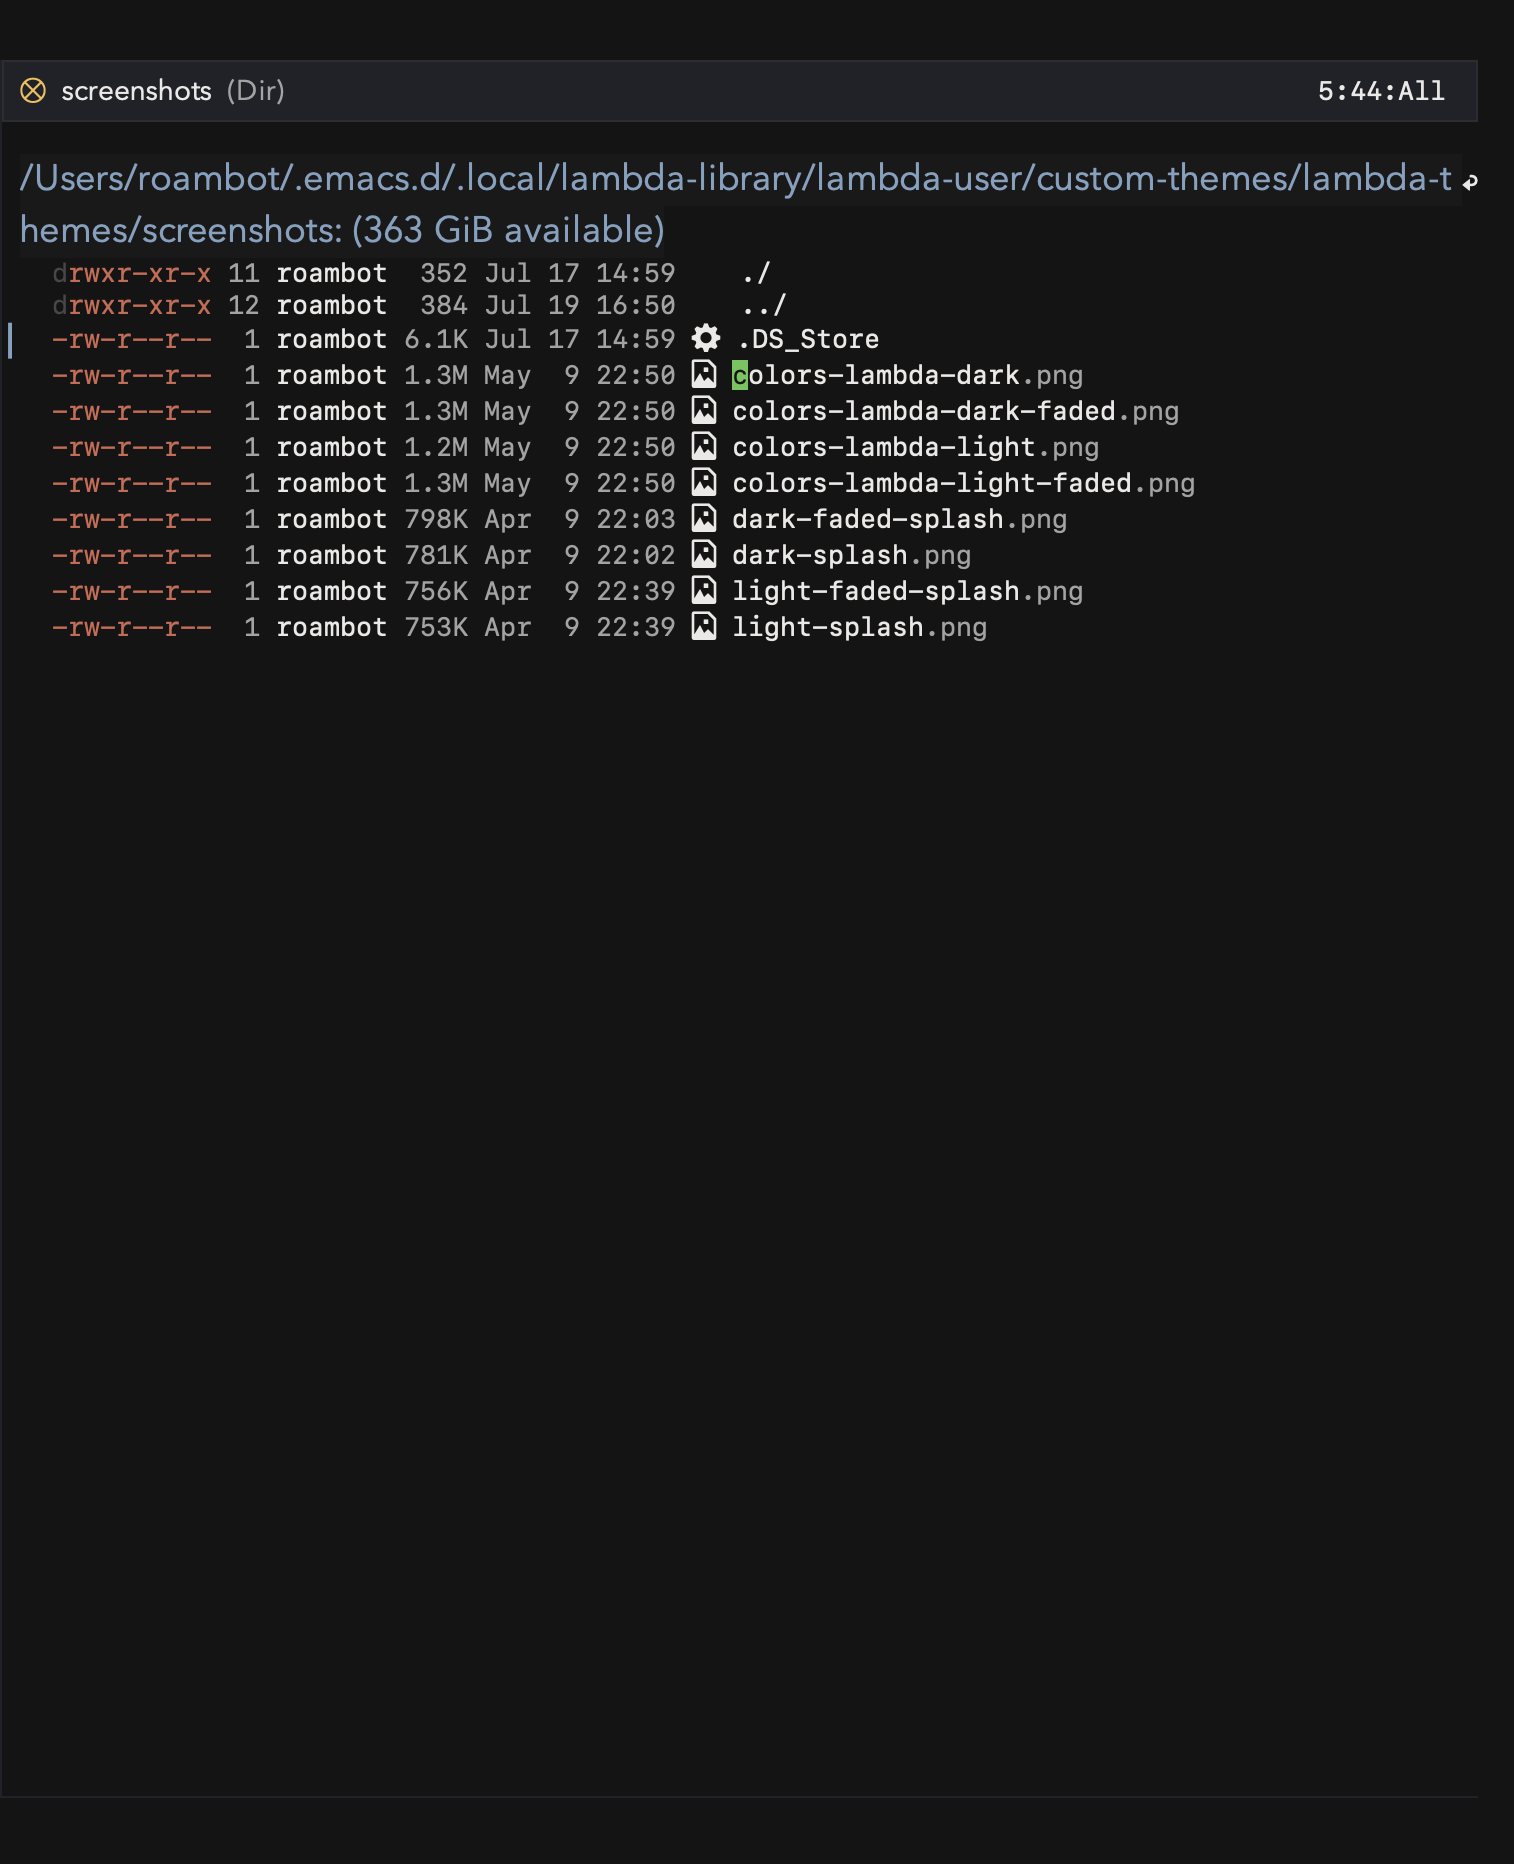 screenshots (Dir) 5:44:All
/Users/roambot/.emacs.d/.local/lambda-library/lambda-user/custom-themes/lambda-t
hemes/screenshots: (363 GiB available)
drwxr-xr-x 11 roambot  352 Jul 17 14:59 ./
drwxr-xr-x 12 roambot  384 Jul 19 16:50 ../
-rw-r--r--  1 roambot 6.1K Jul 17 14:59 .DS_Store
-rw-r--r--  1 roambot 1.3M May  9 22:50 colors-lambda-dark.png
-rw-r--r--  1 roambot 1.3M May  9 22:50 colors-lambda-dark-faded.png
-rw-r--r--  1 roambot 1.2M May  9 22:50 colors-lambda-light.png
-rw-r--r--  1 roambot 1.3M May  9 22:50 colors-lambda-light-faded.png
-rw-r--r--  1 roambot 798K Apr  9 22:03 dark-faded-splash.png
-rw-r--r--  1 roambot 781K Apr  9 22:02 dark-splash.png
-rw-r--r--  1 roambot 756K Apr  9 22:39 light-faded-splash.png
-rw-r--r--  1 roambot 753K Apr  9 22:39 light-splash.png